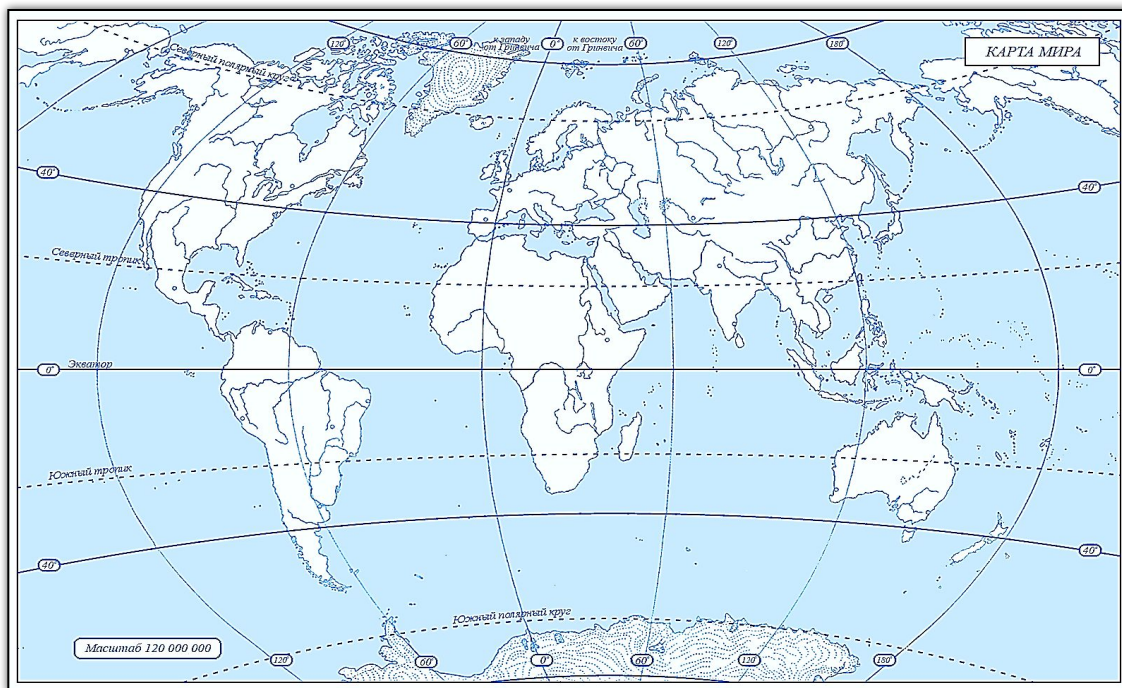 120°
60°
к западу
от Гринвича
0°
к востоку
от Гринвича
60°
120°
180°
КАРТА МИРА
Северный полярный круг
40°
40°
Северный тропик
Экватор
0°
0°
Южный тропик
40°
40°
Южный полярный круг
Масштаб 120 000 000
120°
60°
0°
60°
120°
180°